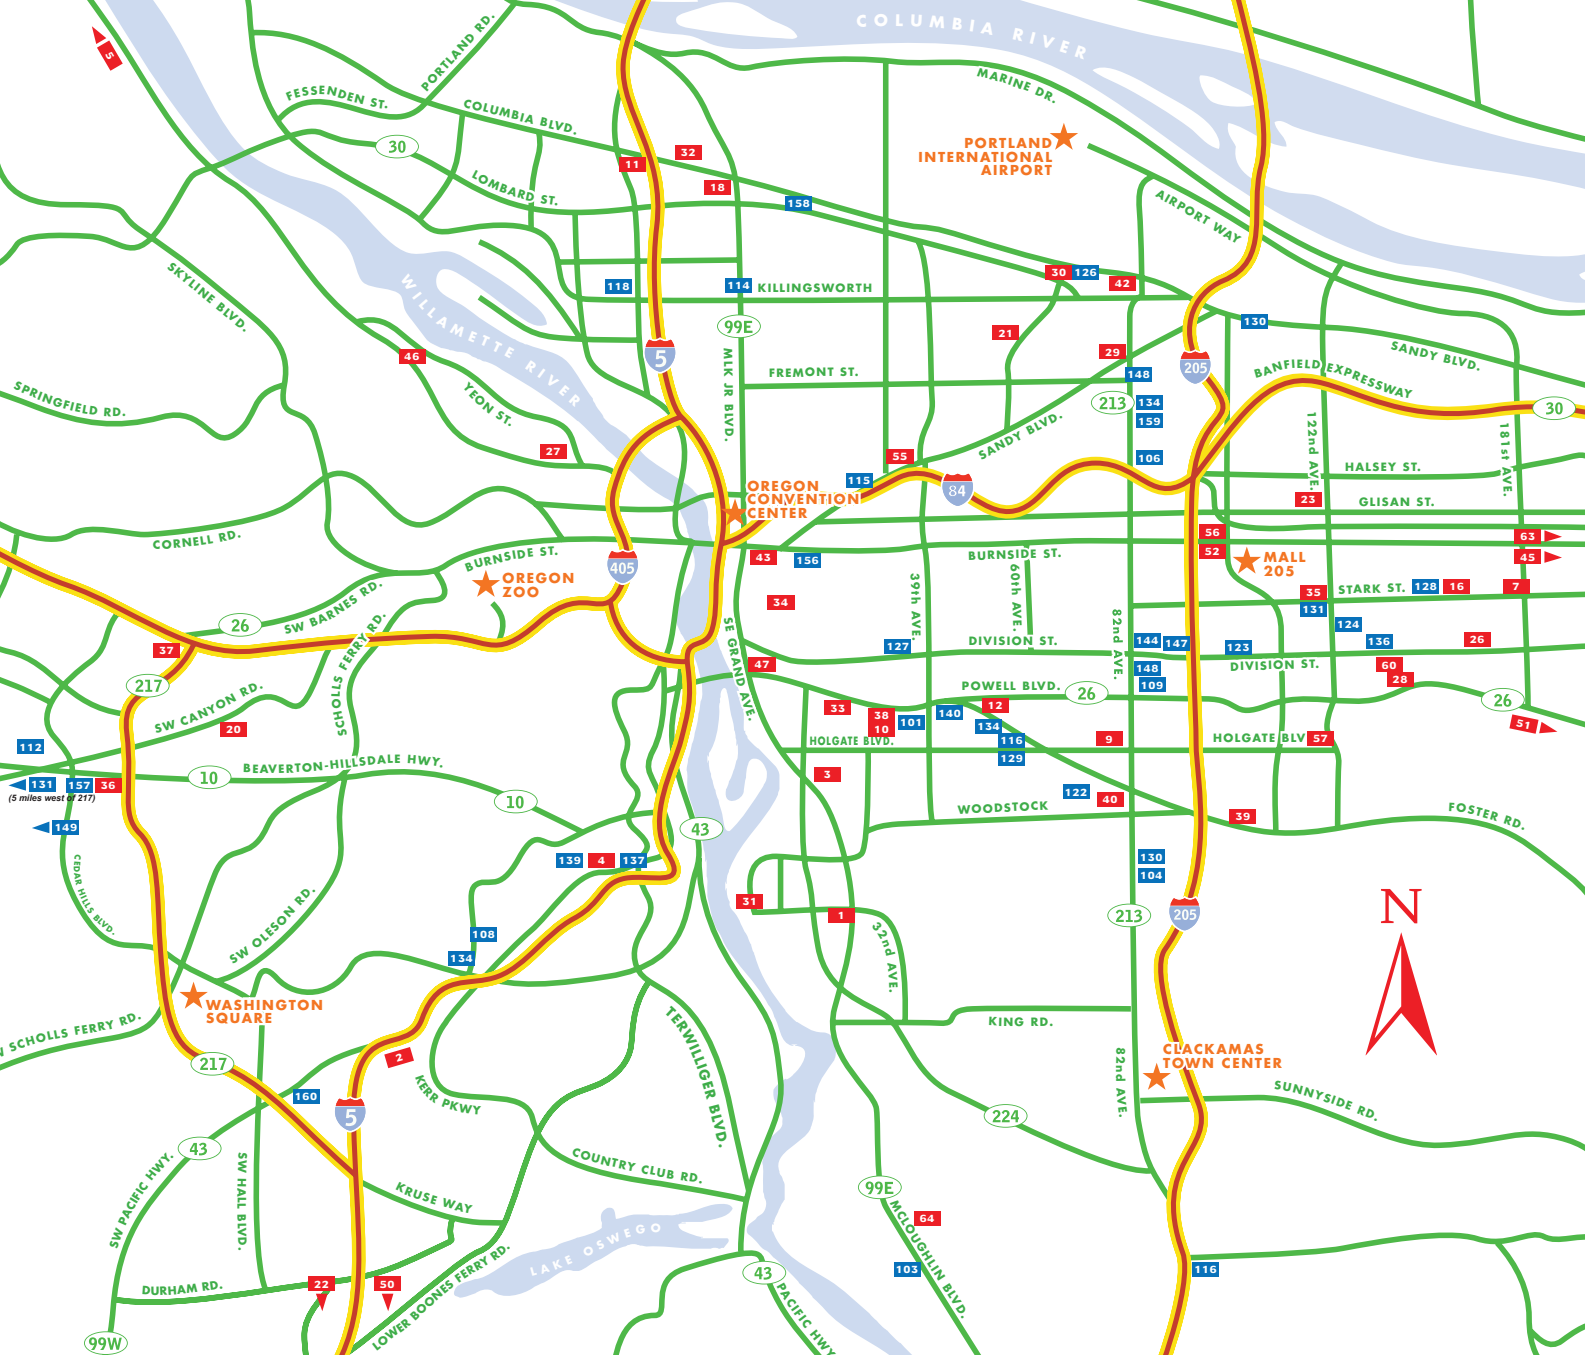 COLUMBIA RIVER
PORTLAND RD.
5
FESSENDEN ST.
COLUMBIA BLVD.
MARINE DR.
30
PORTLAND
INTERNATIONAL
AIRPORT
32
11
18
LOMBARD ST.
158
AIRPORT WAY
SKYLINE BLVD.
WILLAMETTE RIVER
118
114
KILLINGSWORTH
30
126
42
99E
21
130
5
46
MLK JR BLVD.
29
205
SANDY BLVD.
SPRINGFIELD RD.
FREMONT ST.
148
BANFIELD EXPRESSWAY
YEON ST.
213
134
159
30
SANDY BLVD.
122nd AVE.
181st AVE.
27
55
106
HALSEY ST.
115
84
OREGON
CONVENTION
CENTER
23
GLISAN ST.
CORNELL RD.
56
52
63
45
BURNSIDE ST.
405
43
156
BURNSIDE ST.
MALL
205
OREGON
ZOO
39th AVE.
60th AVE.
34
35
STARK ST.
128
16
7
131
SW BARNES RD.
26
SCHOLLS FERRY RD.
SE GRAND AVE.
82nd AVE.
124
37
127
DIVISION ST.
144
147
123
136
26
47
148
DIVISION ST.
60
28
217
109
POWELL BLVD.
26
26
SW CANYON RD.
20
33
38
10
101
140
12
134
51
112
HOLGATE BLVD.
116
129
9
HOLGATE BLV
57
BEAVERTON-HILLSDALE HWY.
10
131
157
36
(5 miles west of 217)
3
10
122
40
WOODSTOCK
39
FOSTER RD.
149
43
CEDAR HILLS BLVD.
139
4
137
130
104
SW OLESON RD.
31
1
213
205
N
108
134
32nd AVE.
WASHINGTON
SQUARE
W SCHOLLS FERRY RD.
TERWILLIGER BLVD.
KING RD.
217
2
KERR PKWY
82nd AVE.
CLACKAMAS
TOWN CENTER
160
5
224
SUNNYSIDE RD.
43
SW PACIFIC HWY.
SW HALL BLVD.
COUNTRY CLUB RD.
KRUSE WAY
99E
64
MCLOUGHLIN BLVD.
LAKE OSWEGO
103
116
DURHAM RD.
22
50
LOWER BOONES FERRY RD.
43
PACIFIC HWY
99W